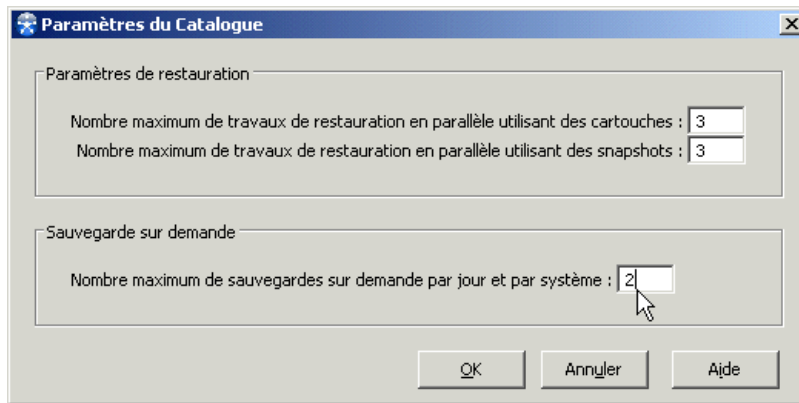 Paramètres du Catalogue
Paramètres de restauration
Nombre maximum de travaux de restauration en parallèle utilisant des cartouches : 3
Nombre maximum de travaux de restauration en parallèle utilisant des snapshots : 3
Sauvegarde sur demande
Nombre maximum de sauvegardes sur demande par jour et par système : 2
OK Annuler Aide